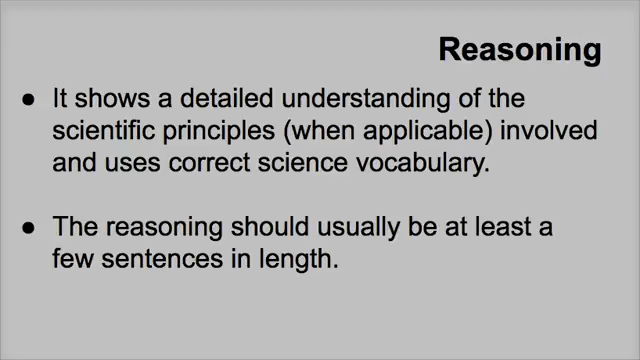 Reasoning
● It shows a detailed understanding of the
scientific principles (when applicable) involved
and uses correct science vocabulary.
● The reasoning should usually be at least a
few sentences in length.